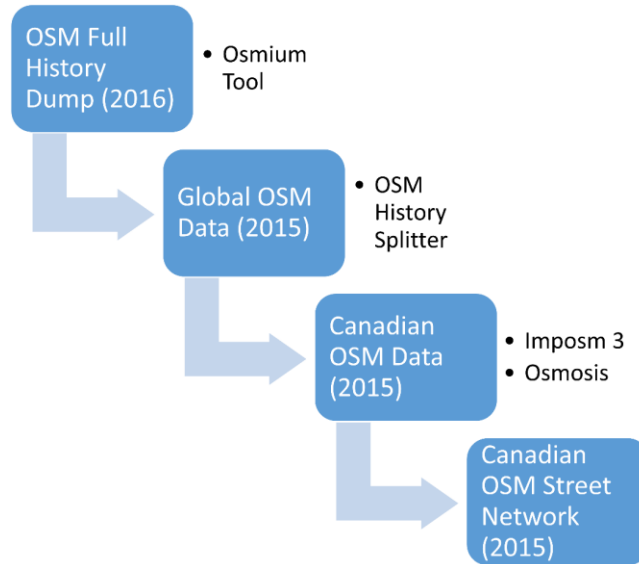 OSM Full
History
Dump (2016)
• Osmium
Tool
Global OSM
Data (2015)
• OSM
History
Splitter
Canadian
OSM Data
(2015)
• Imposm 3
• Osmosis
Canadian
OSM Street
Network
(2015)